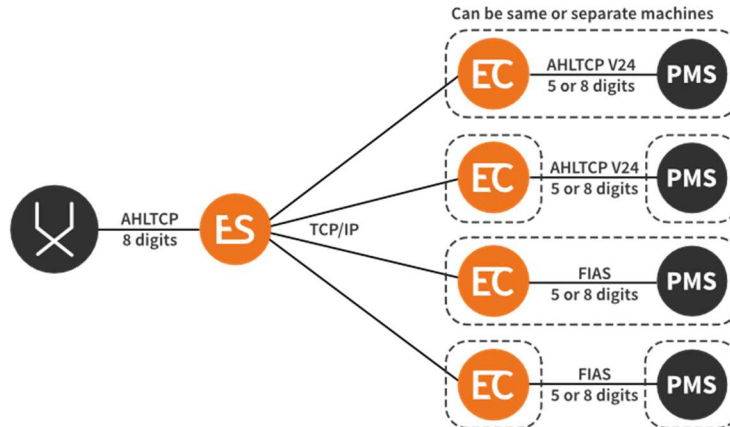 Can be same or separate machines
EC
AHLTCP V24
5 or 8 digits
PMS
EC
AHLTCP V24
5 or 8 digits
PMS
AHLTCP
8 digits
ES
TCP/IP
EC
FIAS
5 or 8 digits
PMS
EC
FIAS
5 or 8 digits
PMS